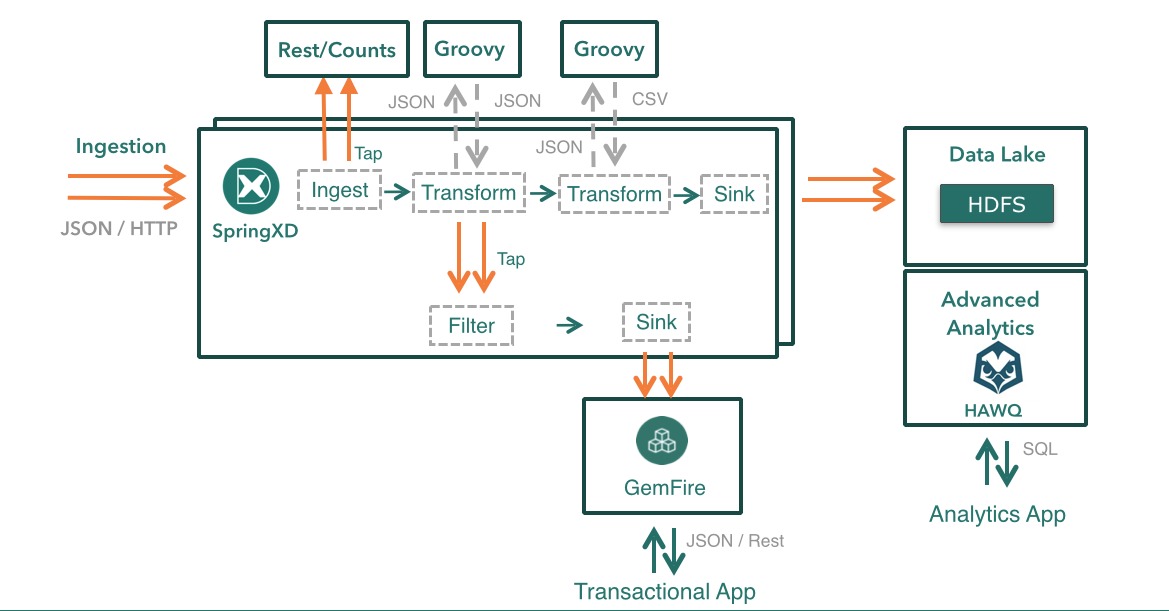 Rest/Counts
Groovy
Groovy
JSON
JSON
CSV
JSON
Ingestion
JSON / HTTP
SpringXD
Tap
Ingest
Transform
Transform
Sink
Tap
Filter
Sink
GemFire
JSON / Rest
Transactional App
Data Lake
HDFS
Advanced
Analytics
HAWQ
SQL
Analytics App